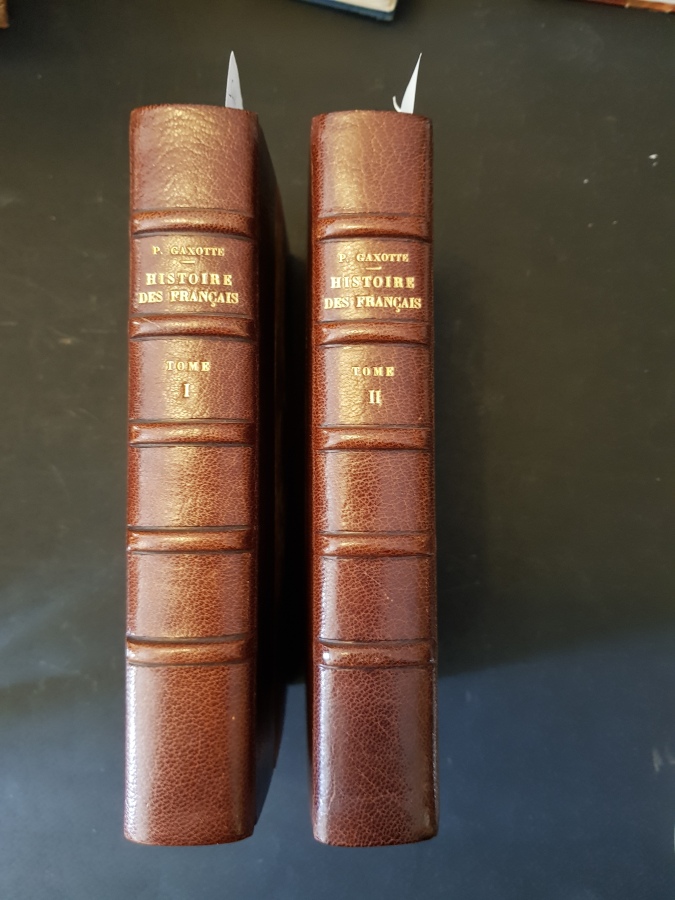 P. GAXOTTE
HISTOIRE
DES FRANÇAIS
TOME
I
P. GAXOTTE
HISTOIRE
DES FRANÇAIS
TOME
II